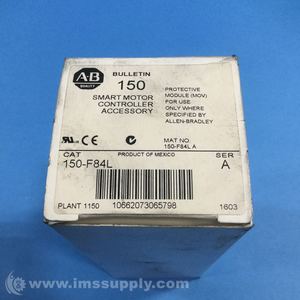 A·B
QUALITY
BULLETIN
150
SMART MOTOR
CONTROLLER
ACCESSORY
PROTECTIVE
MODULE (MOV)
FOR USE
ONLY WHERE
SPECIFIED BY
ALLEN-BRADLEY
MAT NO
150-F84L A
CAT
PRODUCT OF MEXICO
SER
150-F84L
A
PLANT 1150
10662073065798
1603
© www.imssupply.com